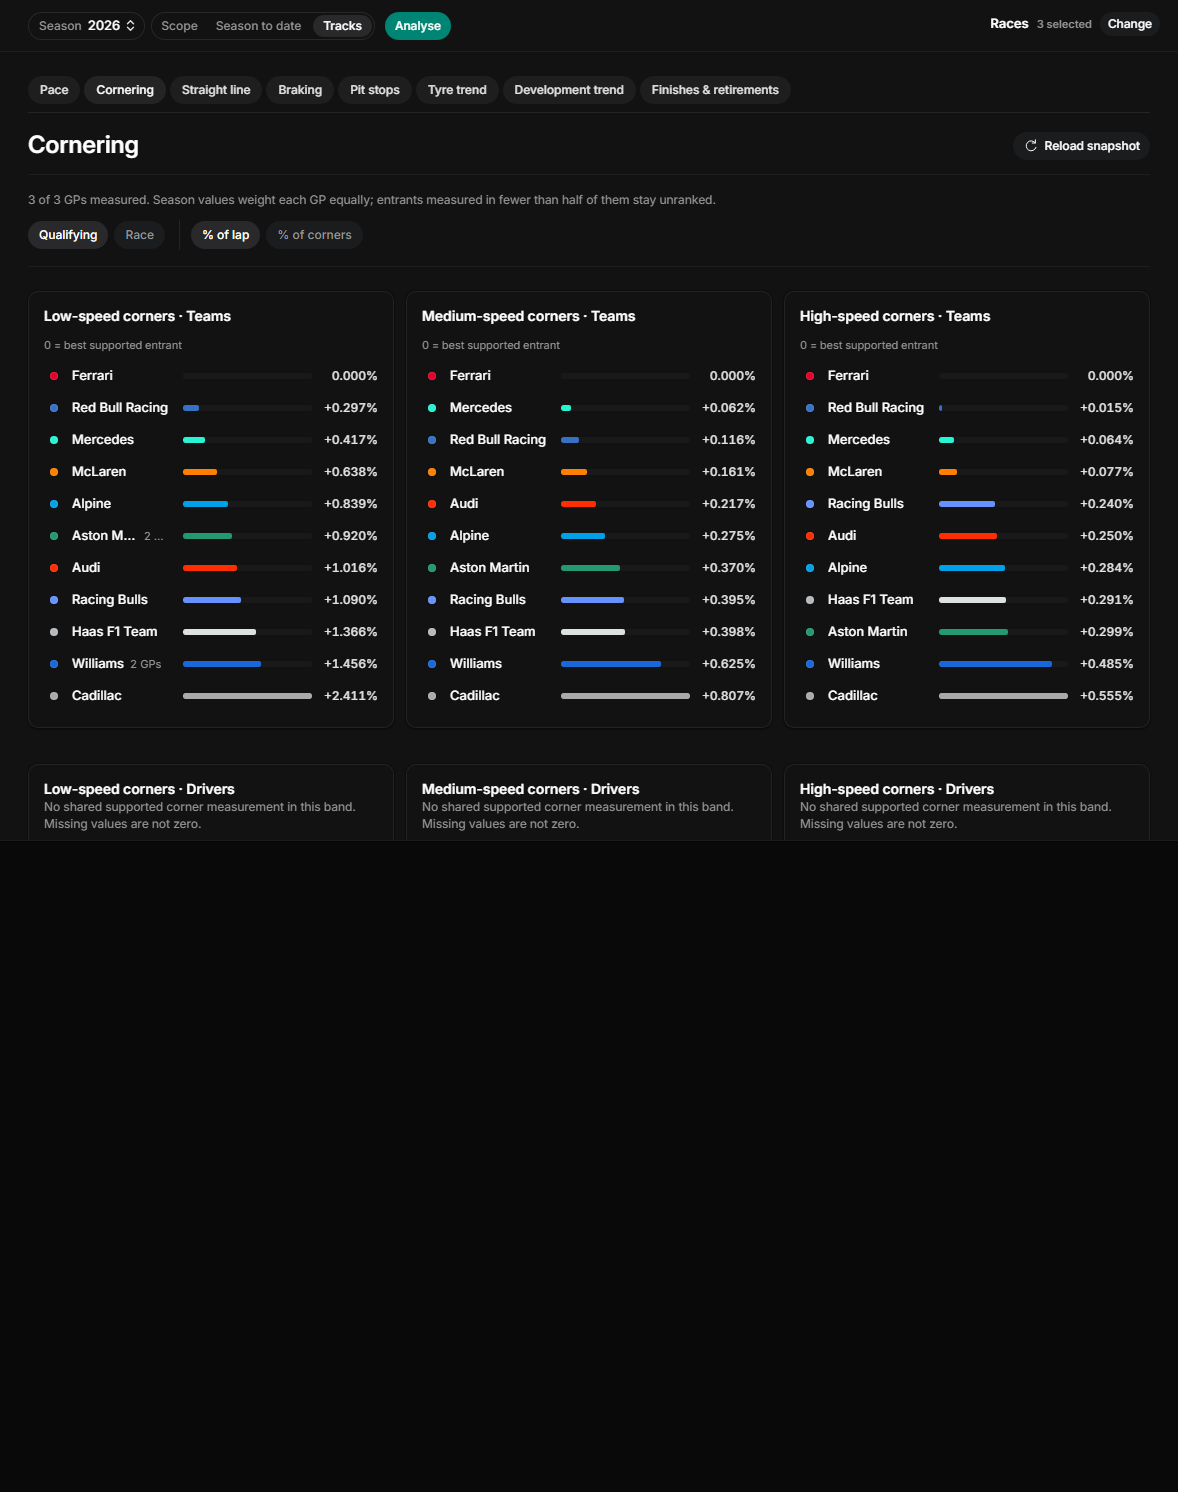 Season 2026
Scope Season to date Tracks
Analyse
Races 3 selected Change
Pace Cornering Straight line Braking Pit stops Tyre trend Development trend Finishes & retirements
Cornering
Reload snapshot
3 of 3 GPs measured. Season values weight each GP equally; entrants measured in fewer than half of them stay unranked.
Qualifying Race % of lap % of corners
Low-speed corners · Teams
0 = best supported entrant
Ferrari 0.000%
Red Bull Racing +0.297%
Mercedes +0.417%
McLaren +0.638%
Alpine +0.839%
Aston M... 2 ... +0.920%
Audi +1.016%
Racing Bulls +1.090%
Haas F1 Team +1.366%
Williams 2 GPs +1.456%
Cadillac +2.411%
Medium-speed corners · Teams
0 = best supported entrant
Ferrari 0.000%
Mercedes +0.062%
Red Bull Racing +0.116%
McLaren +0.161%
Audi +0.217%
Alpine +0.275%
Aston Martin +0.370%
Racing Bulls +0.395%
Haas F1 Team +0.398%
Williams +0.625%
Cadillac +0.807%
High-speed corners · Teams
0 = best supported entrant
Ferrari 0.000%
Red Bull Racing +0.015%
Mercedes +0.064%
McLaren +0.077%
Racing Bulls +0.240%
Audi +0.250%
Alpine +0.284%
Haas F1 Team +0.291%
Aston Martin +0.299%
Williams +0.485%
Cadillac +0.555%
Low-speed corners · Drivers
No shared supported corner measurement in this band.
Missing values are not zero.
Medium-speed corners · Drivers
No shared supported corner measurement in this band.
Missing values are not zero.
High-speed corners · Drivers
No shared supported corner measurement in this band.
Missing values are not zero.